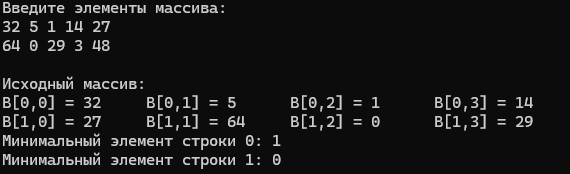 Введите элементы массива:
32 5 1 14 27
64 0 29 3 48
Исходный массив:
B[0,0] = 32 B[0,1] = 5 B[0,2] = 1 B[0,3] = 14
B[1,0] = 27 B[1,1] = 64 B[1,2] = 0 B[1,3] = 29
Минимальный элемент строки 0: 1
Минимальный элемент строки 1: 0